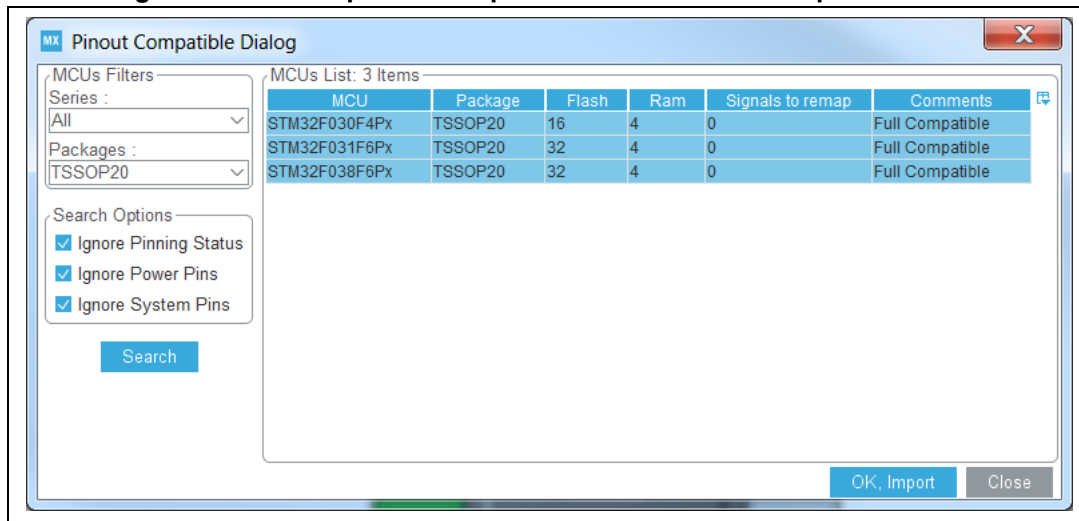 MX Pinout Compatible Dialog X
MCUs Filters
Series :
All
Packages :
TSSOP20
Search Options
Ignore Pinning Status
Ignore Power Pins
Ignore System Pins
Search
MCUs List: 3 Items
MCU Package Flash Ram Signals to remap Comments
STM32F030F4Px TSSOP20 16 4 0 Full Compatible
STM32F031F6Px TSSOP20 32 4 0 Full Compatible
STM32F038F6Px TSSOP20 32 4 0 Full Compatible
OK, Import Close